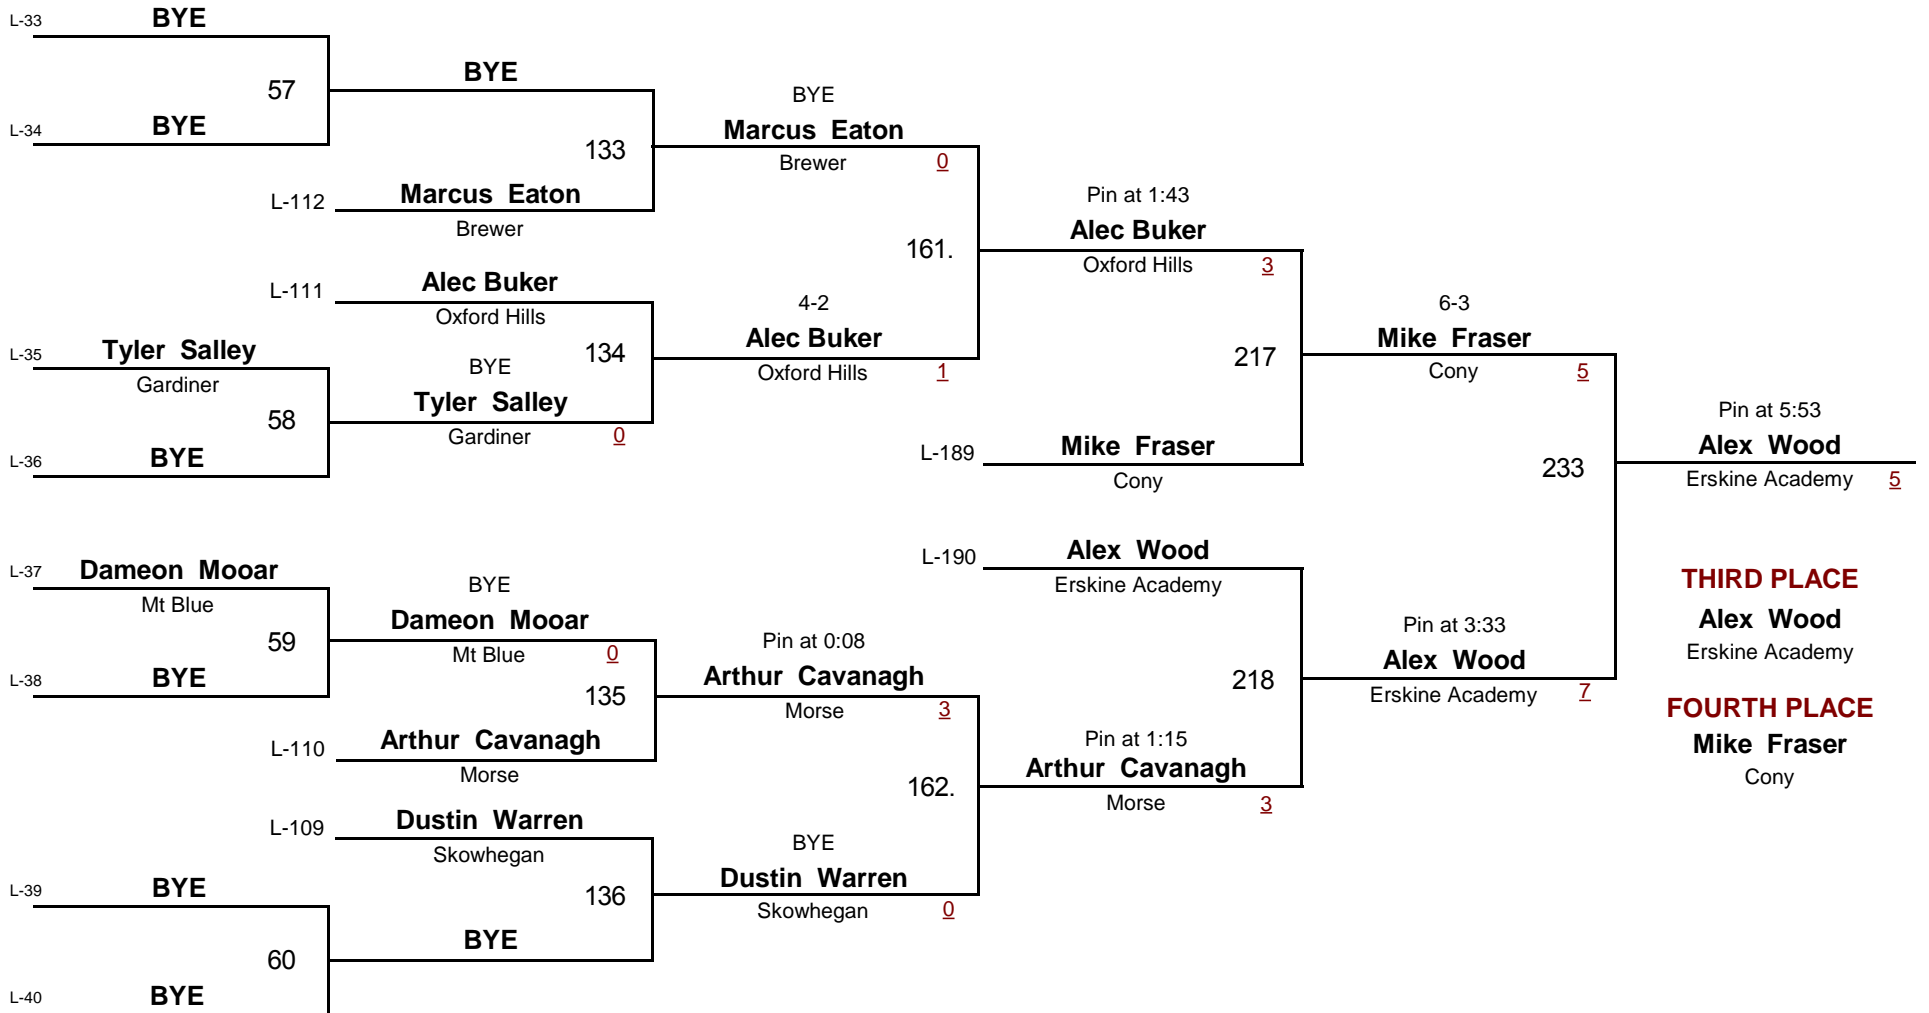 L-33
BYE
57
L-34
BYE
BYE
133
L-112
Marcus Eaton
Brewer
BYE
Marcus Eaton
Brewer
0
161.
L-111
Alec Buker
Oxford Hills
L-35
Tyler Salley
Gardiner
58
L-36
BYE
BYE
Tyler Salley
Gardiner
0
134
4-2
Alec Buker
Oxford Hills
1
Pin at 1:43
Alec Buker
Oxford Hills
3
217
L-189
Mike Fraser
Cony
6-3
Mike Fraser
Cony
5
233
L-37
Dameon Mooar
Mt Blue
59
L-38
BYE
BYE
Dameon Mooar
Mt Blue
0
135
L-110
Arthur Cavanagh
Morse
Pin at 0:08
Arthur Cavanagh
Morse
3
162.
L-109
Dustin Warren
Skowhegan
136
L-39
BYE
60
L-40
BYE
BYE
BYE
Dustin Warren
Skowhegan
0
L-190
Alex Wood
Erskine Academy
218
Pin at 1:15
Arthur Cavanagh
Morse
3
Pin at 3:33
Alex Wood
Erskine Academy
7
Pin at 5:53
Alex Wood
Erskine Academy
5
THIRD PLACE
Alex Wood
Erskine Academy
FOURTH PLACE
Mike Fraser
Cony